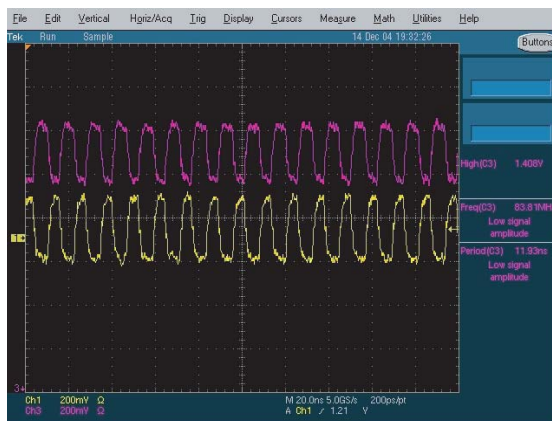 File Edit Vertical Horiz/Acq Trig Display Cursors Measure Math Utilities Help
Tek Run Sample 14 Dec 04 19:32:26
Buttons
High(C3) 1.408V
Freq(C3) 83.81MH
Low signal
amplitude
Period(C3) 11.93ns
Low signal
amplitude
1
3
Ch1 200mV Ω M 20.0ns 5.0GS/s 200ps/pt
Ch3 200mV Ω A Ch1 / 1.21 V